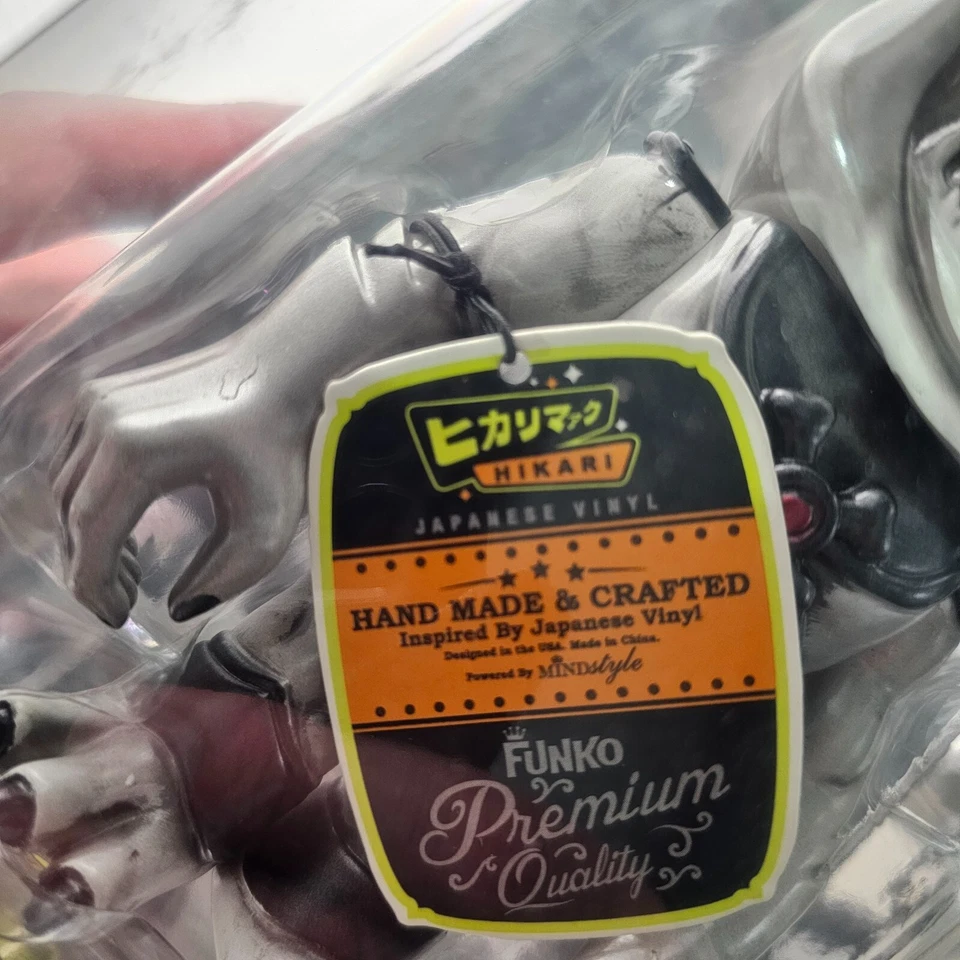 ヒカリマァク
HIKARI
JAPANESE VINYL
HAND MADE & CRAFTED
Inspired By Japanese Vinyl
Designed in the USA. Made in China.
Powered By MINDstyle
FUNKO
Premium
Quality